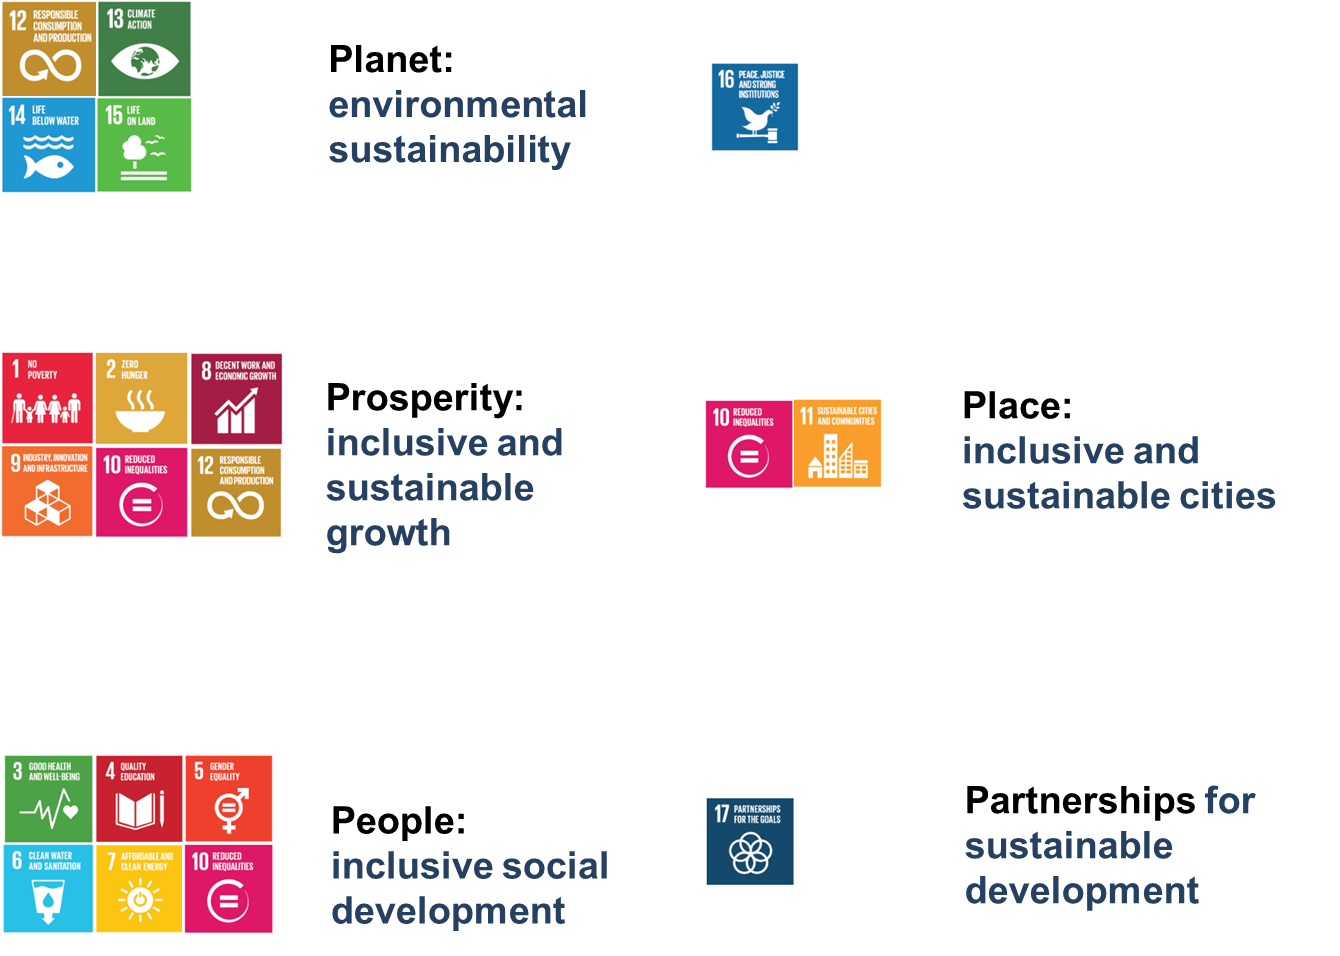 12 RESPONSIBLE
CONSUMPTION
AND PRODUCTION
13 CLIMATE
ACTION
14 LIFE
BELOW WATER
15 LIFE
ON LAND
Planet:
environmental
sustainability
16 PEACE, JUSTICE
AND STRONG
INSTITUTIONS
1 NO
POVERTY
2 ZERO
HUNGER
8 DECENT WORK AND
ECONOMIC GROWTH
9 INDUSTRY, INNOVATION
AND INFRASTRUCTURE
10 REDUCED
INEQUALITIES
12 RESPONSIBLE
CONSUMPTION
AND PRODUCTION
Prosperity:
inclusive and
sustainable
growth
10 REDUCED
INEQUALITIES
11 SUSTAINABLE CITIES
AND COMMUNITIES
Place:
inclusive and
sustainable cities
3 GOOD HEALTH
AND WELL-BEING
4 QUALITY
EDUCATION
5 GENDER
EQUALITY
6 CLEAN WATER
AND SANITATION
7 AFFORDABLE AND
CLEAN ENERGY
10 REDUCED
INEQUALITIES
People:
inclusive social
development
17 PARTNERSHIPS
FOR THE GOALS
Partnerships for
sustainable
development